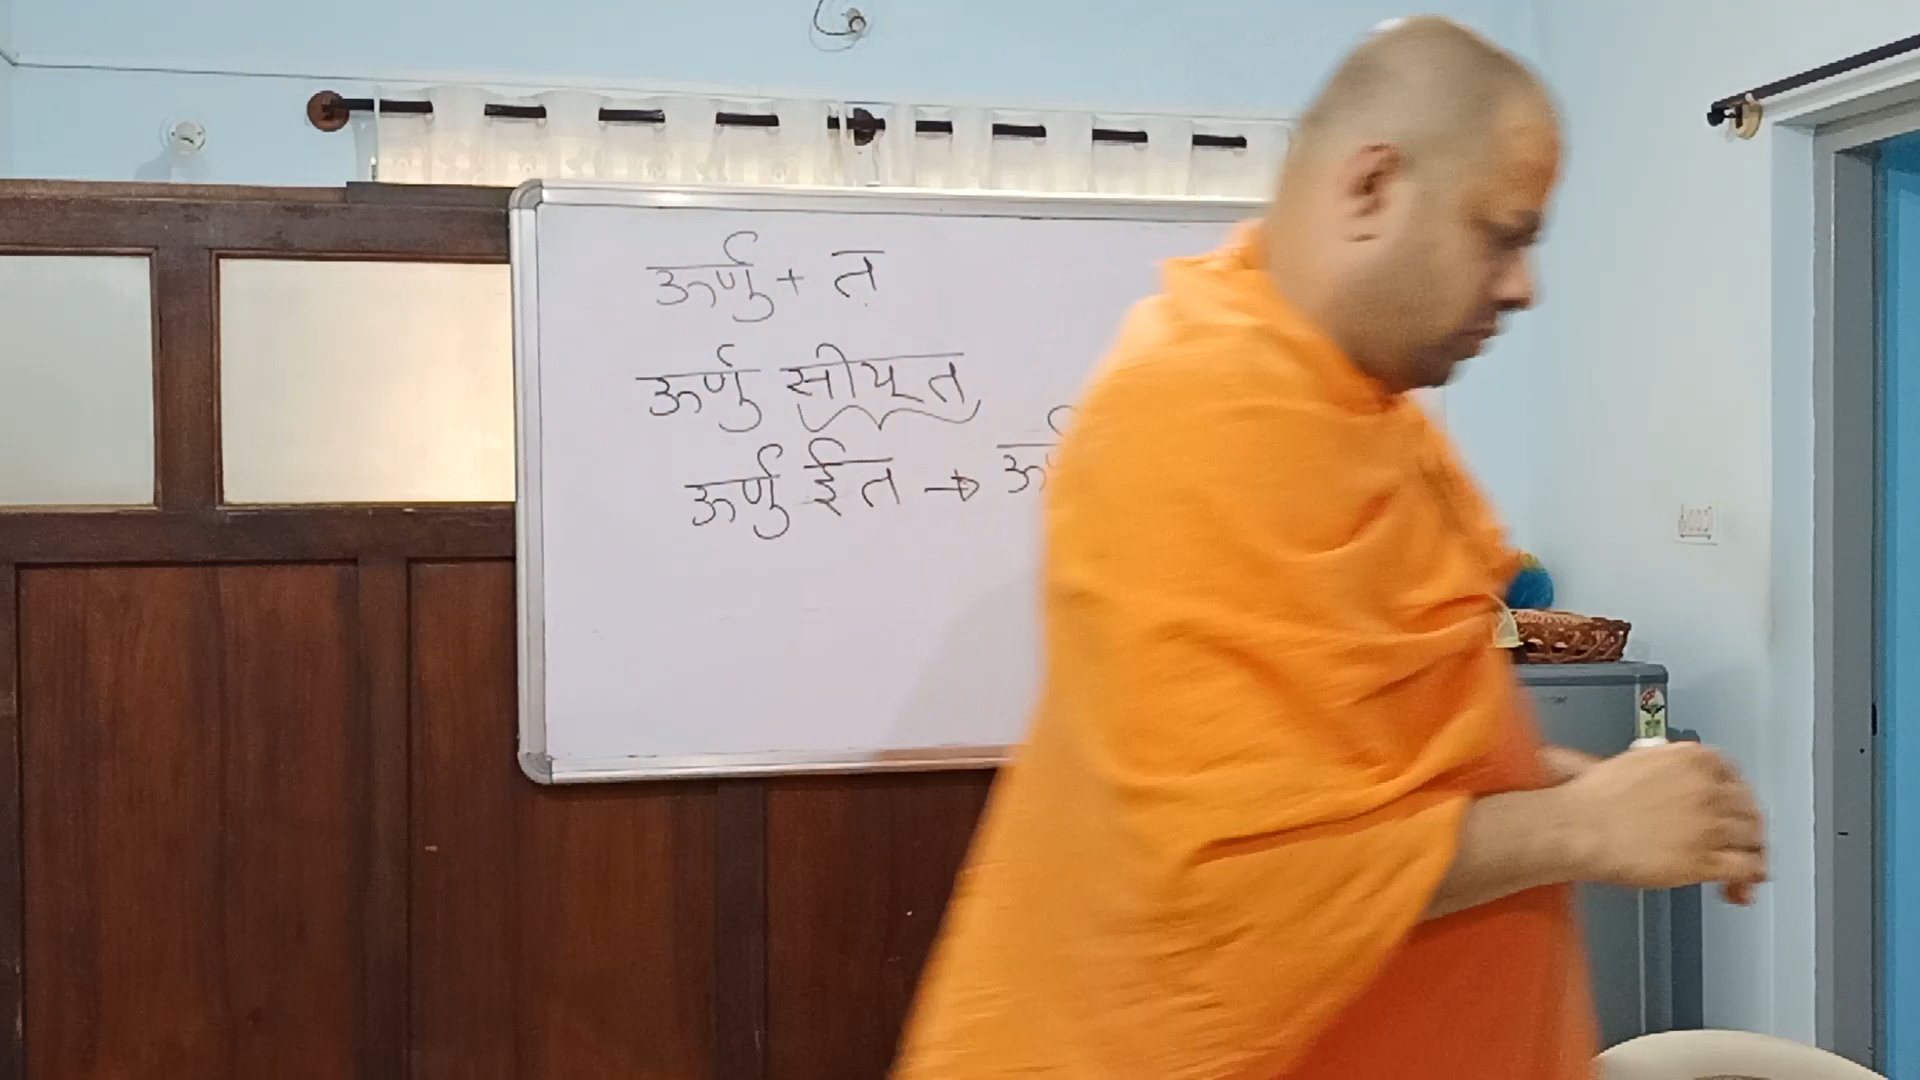 ऊर्णु + त
ऊर्णु सीय् त
ऊर्णु ईत →